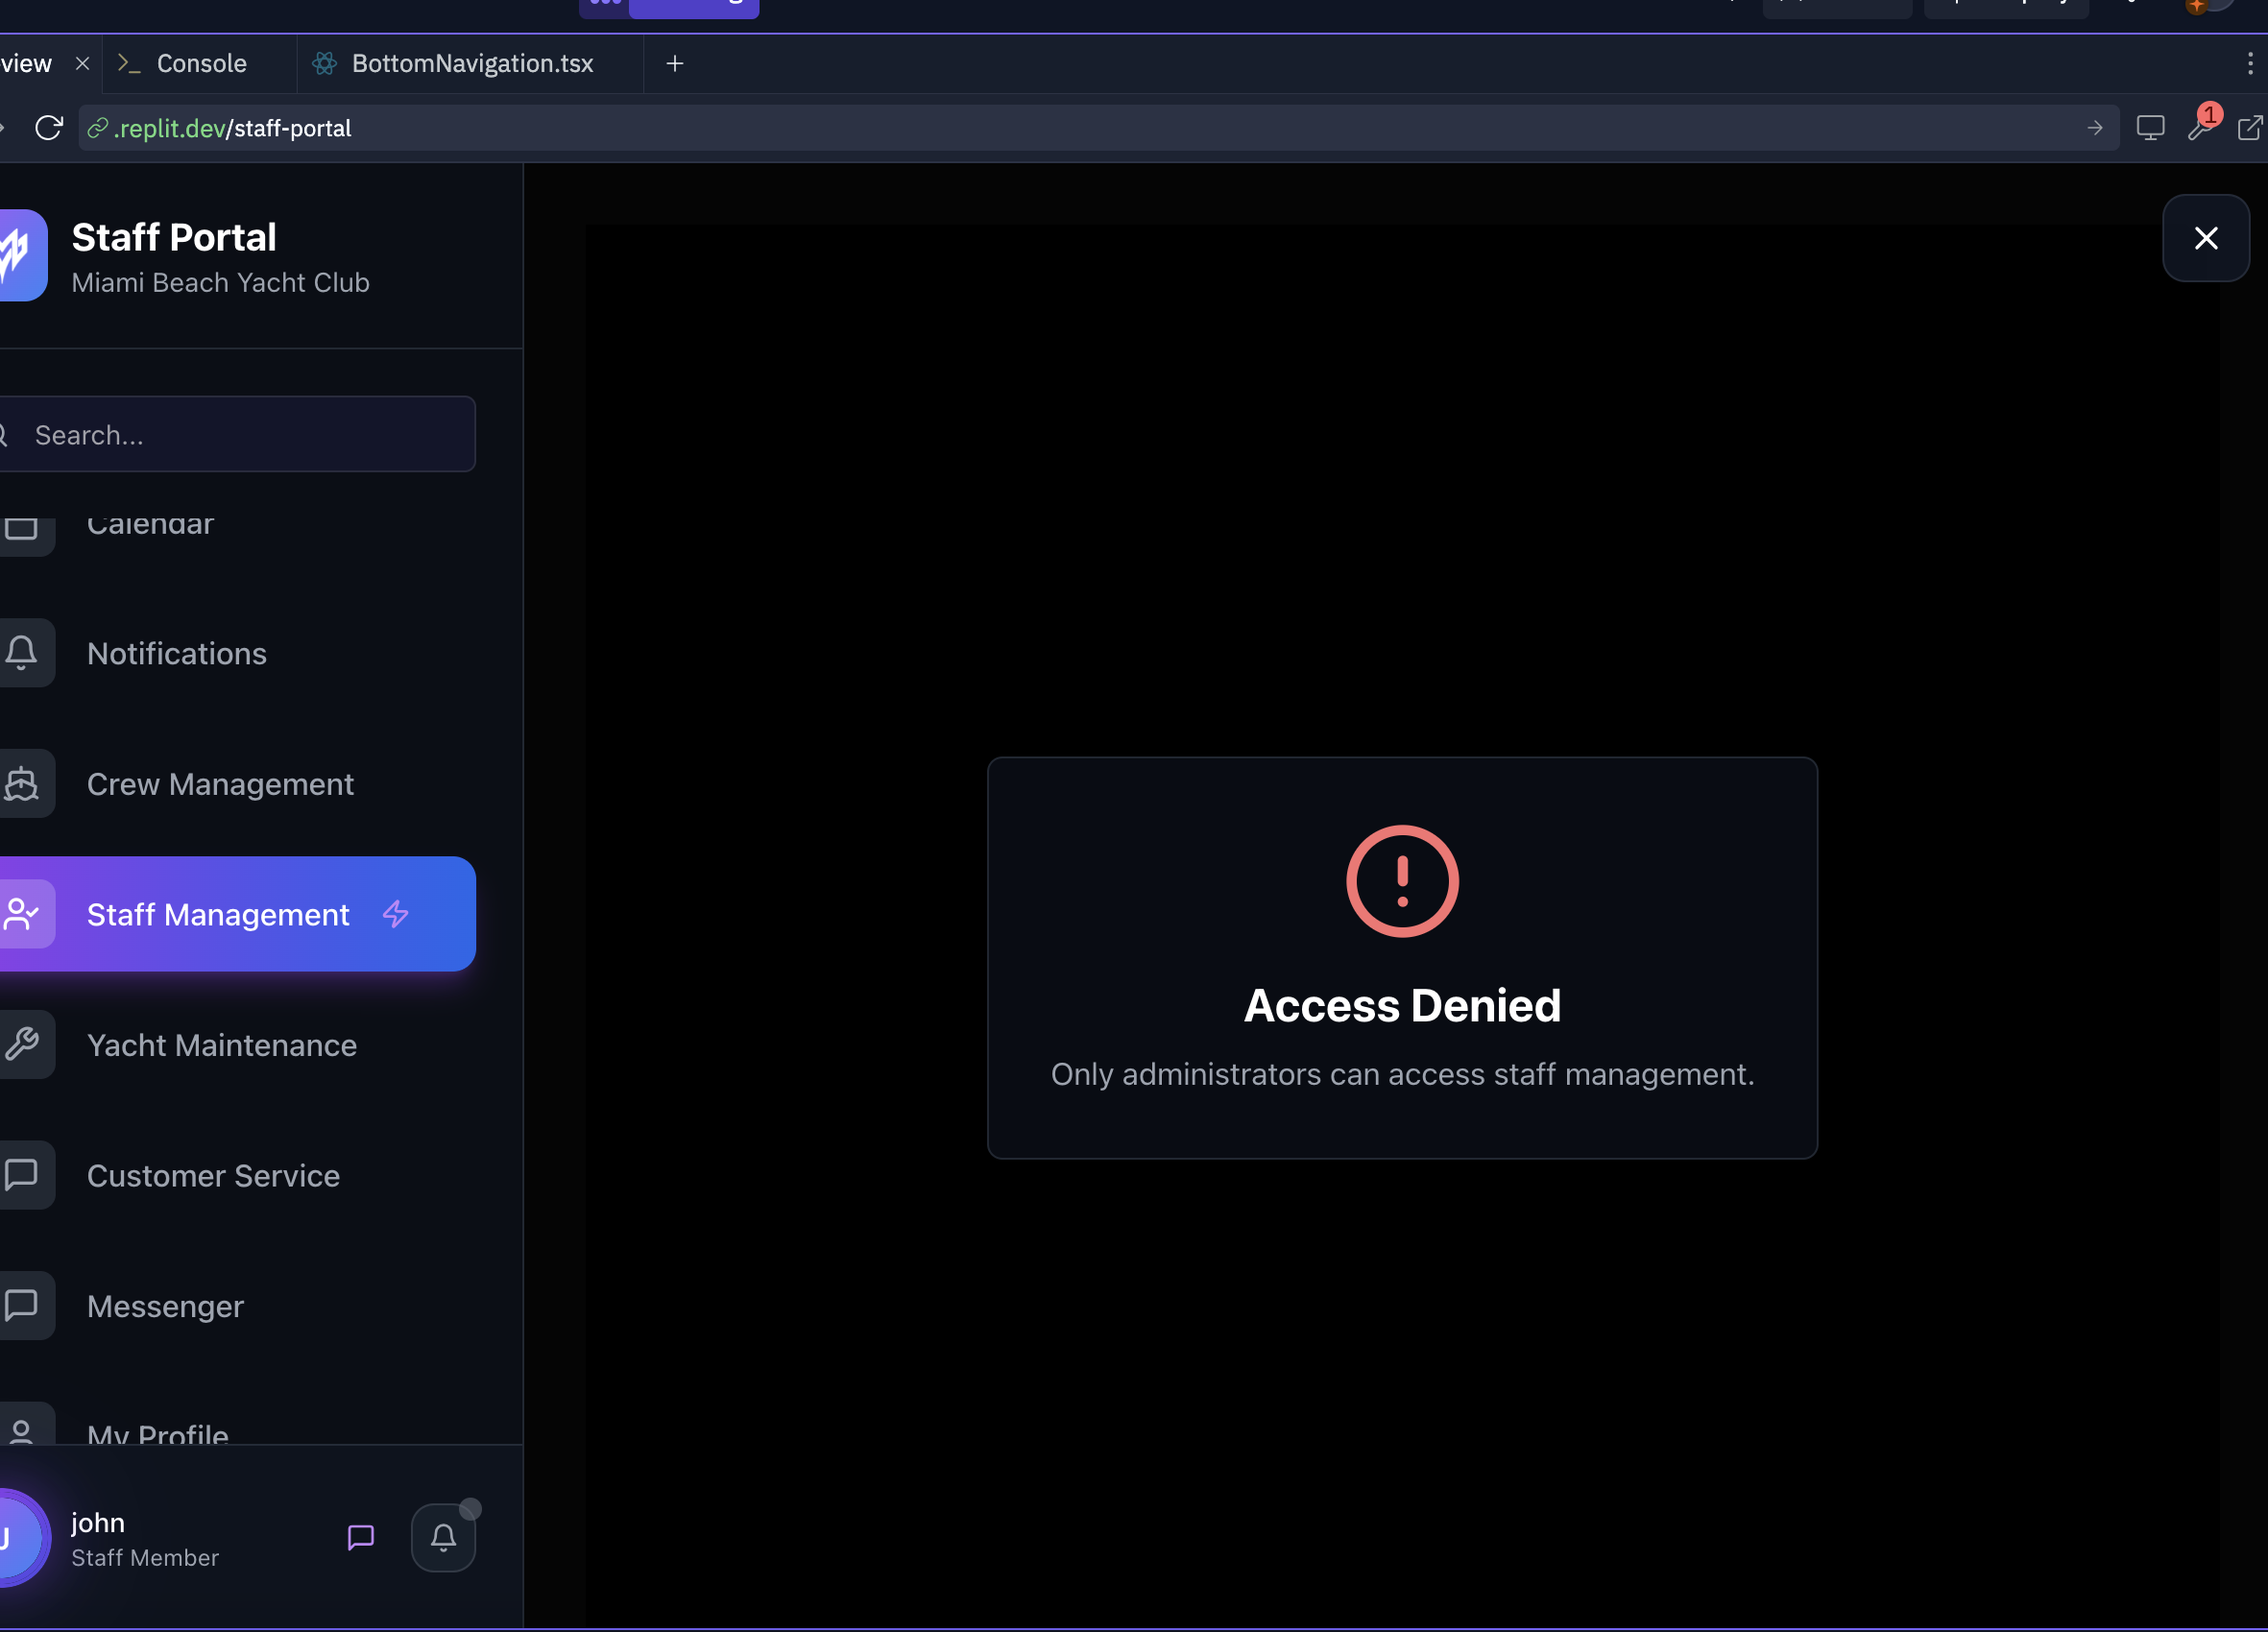 view
Console
BottomNavigation.tsx
.replit.dev/staff-portal
1
Staff Portal
Miami Beach Yacht Club
Search...
Calendar
Notifications
Crew Management
Staff Management
Yacht Maintenance
Customer Service
Messenger
My Profile
Access Denied
Only administrators can access staff management.
J
john
Staff Member